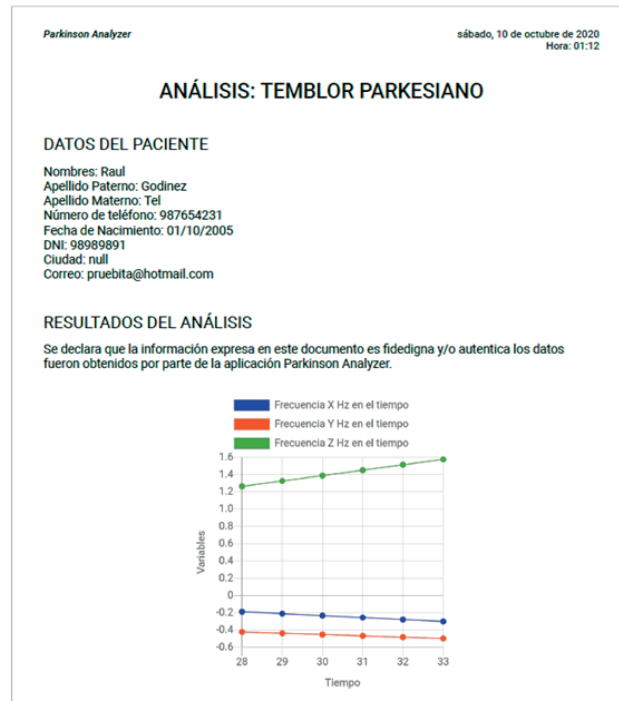 Parkinson Analyzer
sábado, 10 de octubre de 2020
Hora: 01:12
ANÁLISIS: TEMBLOR PARKESIANO
DATOS DEL PACIENTE
Nombres: Raul
Apellido Paterno: Godinez
Apellido Materno: Tel
Número de teléfono: 987654231
Fecha de Nacimiento: 01/10/2005
DNI: 98989891
Ciudad: null
Correo: pruebita@hotmail.com
RESULTADOS DEL ANÁLISIS
Se declara que la información expresa en este documento es fidedigna y/o autentica los datos
fueron obtenidos por parte de la aplicación Parkinson Analyzer.
Frecuencia X Hz en el tiempo
Frecuencia Y Hz en el tiempo
Frecuencia Z Hz en el tiempo
1.6
1.4
1.2
1.0
0.8
0.6
0.4
0.2
0
-0.2
-0.4
-0.6
Variables
28 29 30 31 32 33
Tiempo